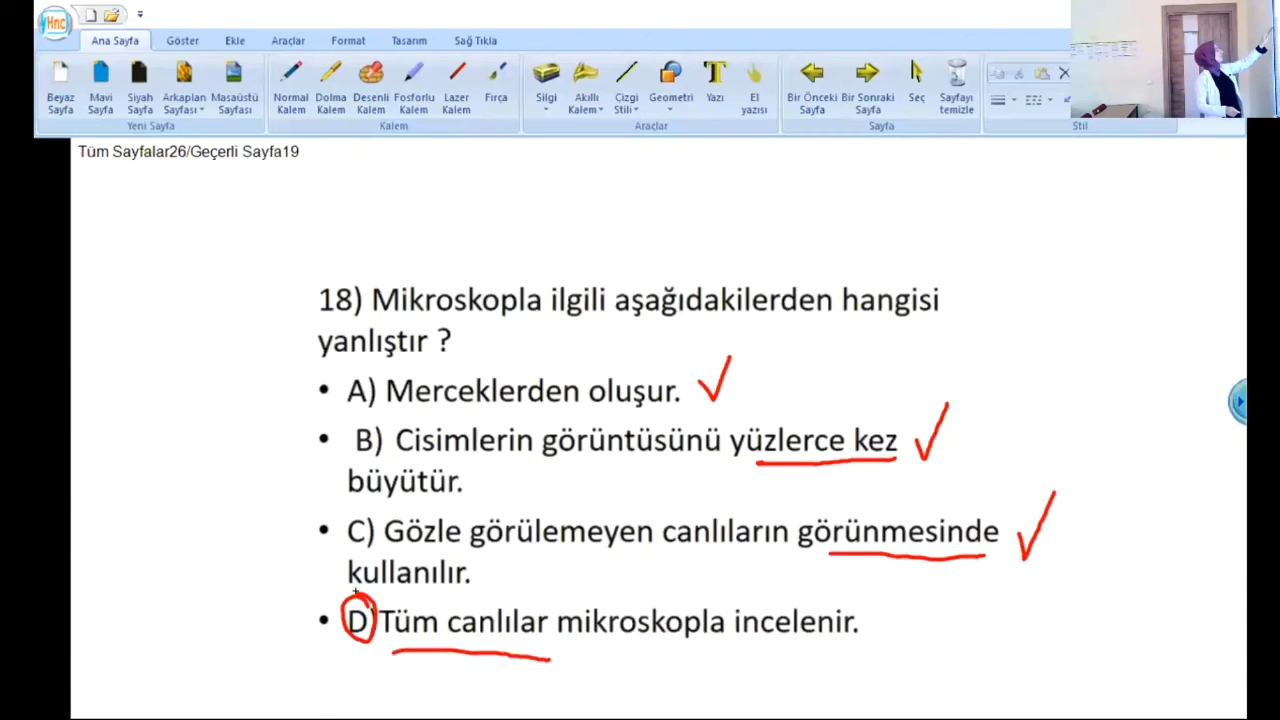 Hnc
Ana Sayfa Göster Ekle Araçlar Format Tasarım Sağ Tıkla
Beyaz Sayfa Mavi Sayfa Siyah Sayfa Arkaplan Sayfası Masaüstü Sayfası
Yeni Sayfa
Normal Kalem Dolma Kalem Desenli Kalem Fosforlu Kalem Lazer Kalem Fırça
Kalem
Silgi Akıllı Kalem Çizgi Stili Geometri Yazı El yazısı
Araçlar
Bir Önceki Sayfa Bir Sonraki Sayfa Seç Sayfayı temizle
Sayfa
Stil
Tüm Sayfalar26/Geçerli Sayfa19
18) Mikroskopla ilgili aşağıdakilerden hangisi
yanlıştır ?
• A) Merceklerden oluşur.
• B) Cisimlerin görüntüsünü yüzlerce kez
büyütür.
• C) Gözle görülemeyen canlıların görünmesinde
kullanılır.
• D) Tüm canlılar mikroskopla incelenir.